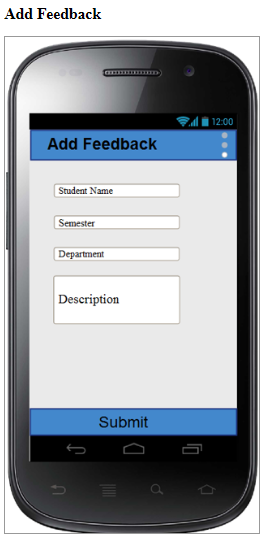 Add Feedback
12:00
Add Feedback
Student Name
Semester
Department
Description
Submit